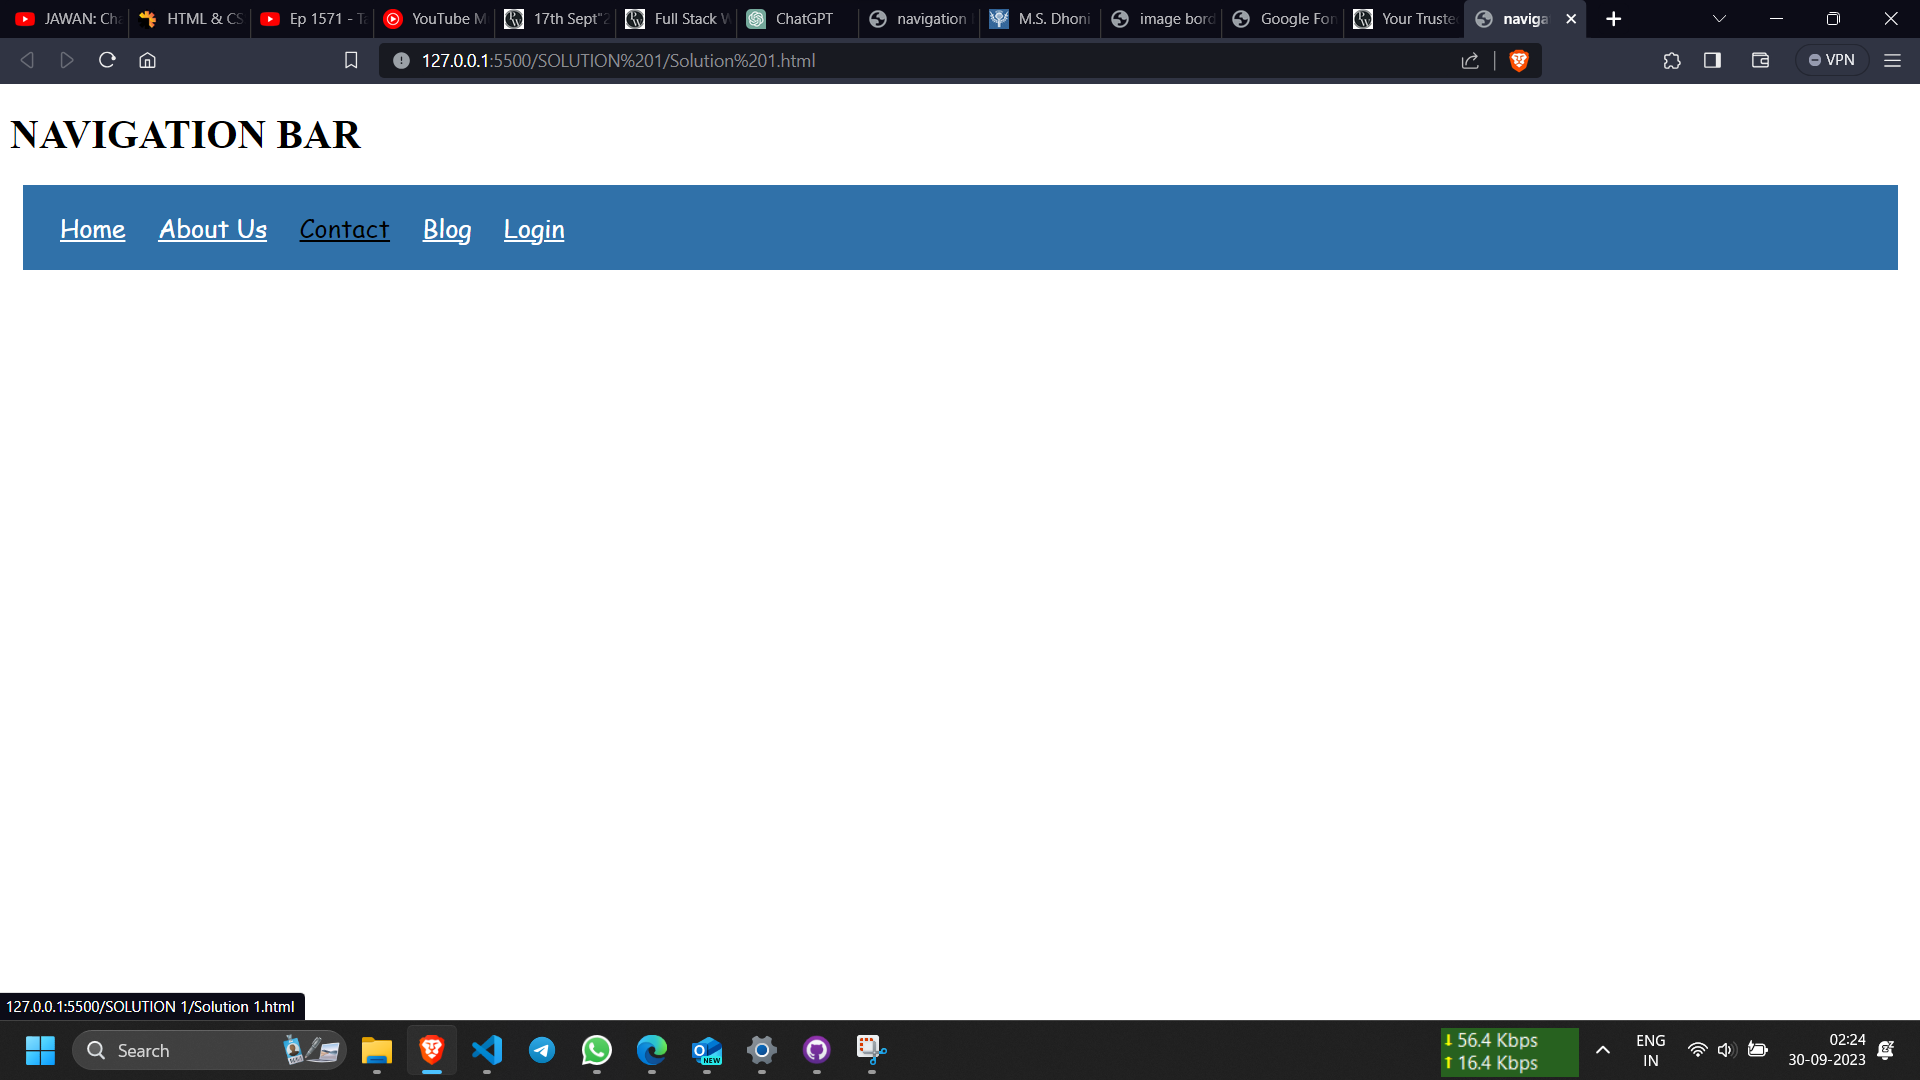 JAWAN: Cha
HTML & CS
Ep 1571 - Ta
YouTube M
17th Sept"2
Full Stack W
ChatGPT
navigation
M.S. Dhoni
image bord
Google Fon
Your Truste
naviga
127.0.0.1:5500/SOLUTION%201/Solution%201.html
VPN
NAVIGATION BAR
Home About Us Contact Blog Login
127.0.0.1:5500/SOLUTION 1/Solution 1.html
Search
NEW
56.4 Kbps
16.4 Kbps
ENG
IN
02:24
30-09-2023